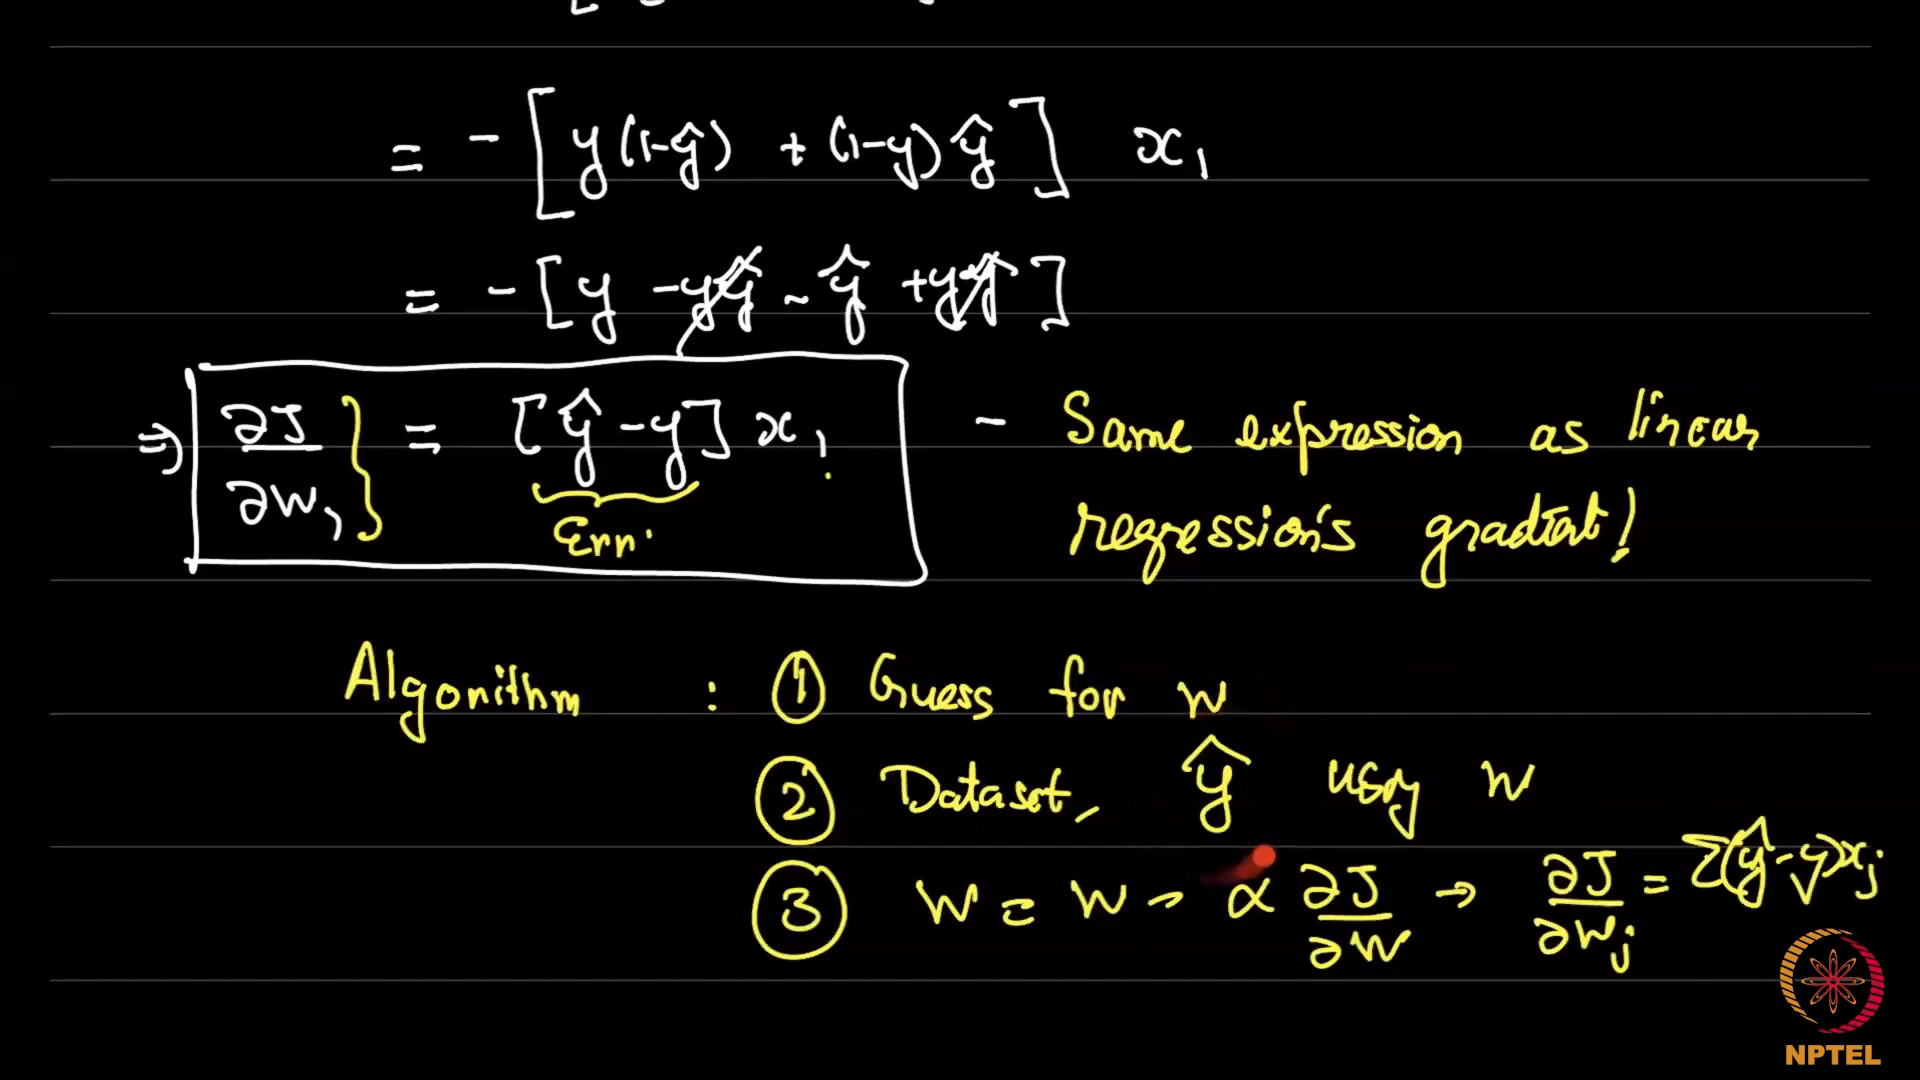 = - [ y(1-ŷ) + (1-y)ŷ ] x₁
= - [ y - yŷ - ŷ + yŷ ]
⇒ ∂J/∂w₁ = [ŷ - y] x₁ - Same expression as linear
Err. regression's gradient!
Algorithm : ① Guess for w
② Dataset, ŷ using w
③ w = w - α ∂J/∂w → ∂J/∂wⱼ = Σ(ŷ-y)xⱼ
NPTEL